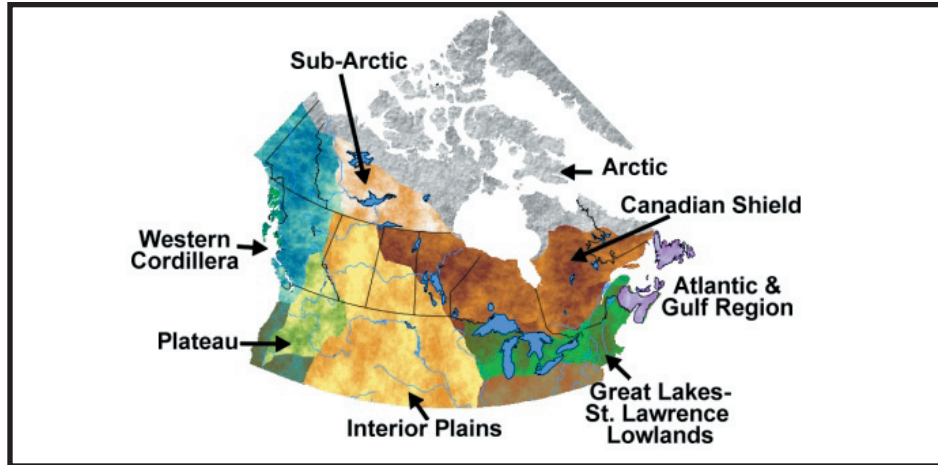 Sub-Arctic
Arctic
Canadian Shield
Western
Cordillera
Atlantic &
Gulf Region
Plateau
Great Lakes-
St. Lawrence
Lowlands
Interior Plains